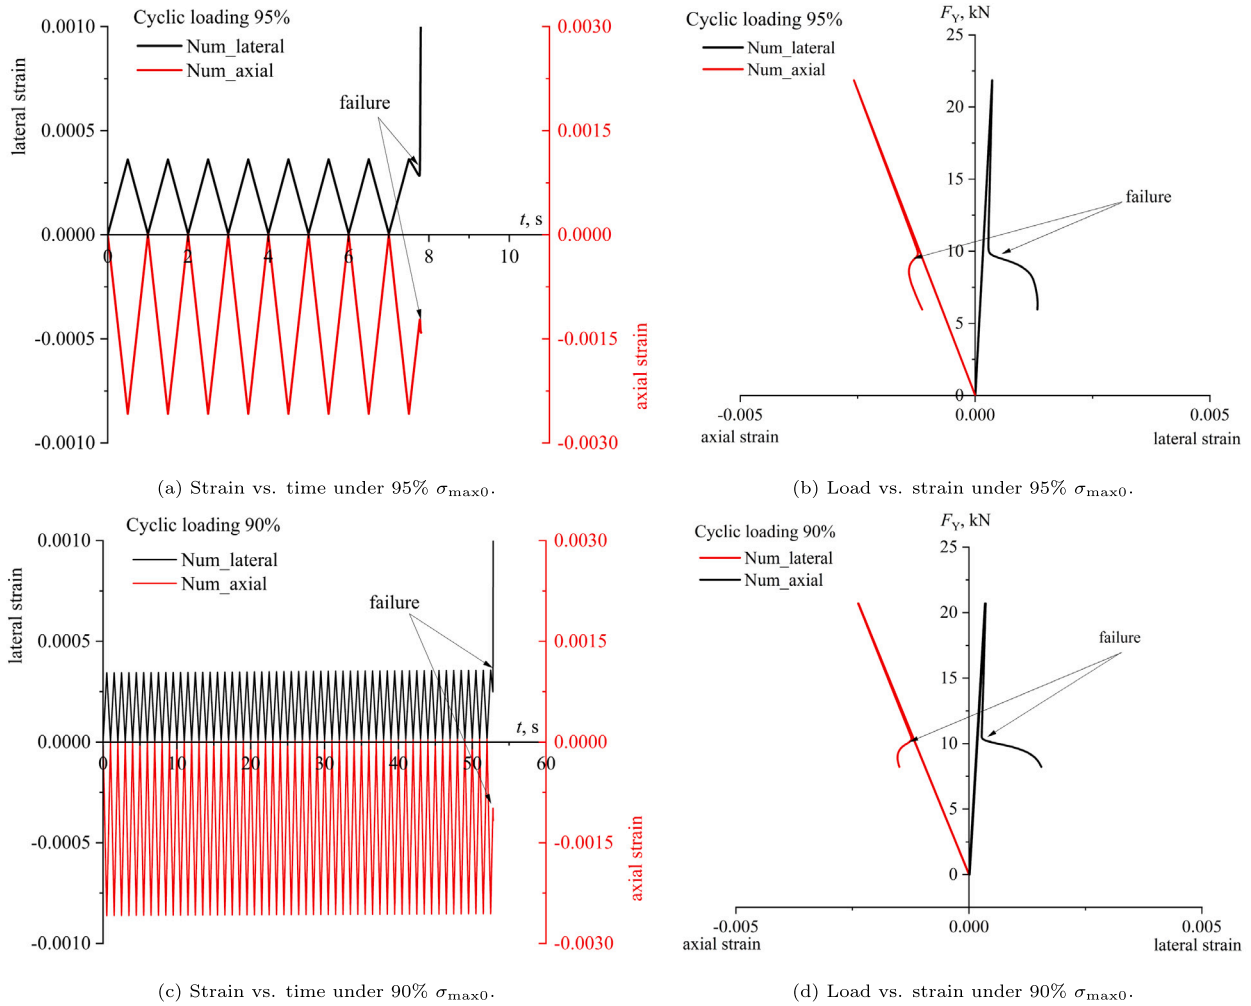 Cyclic loading 95%
Num_lateral
Num_axial
failure
lateral strain
0.0010
0.0005
0.0000
-0.0005
-0.0010
0 2 4 6 8 10
t, s
0.0030
0.0015
0.0000
-0.0015
-0.0030
axial strain
(a) Strain vs. time under 95% σmax0.
Cyclic loading 95%
Num_lateral
Num_axial
F_Y, kN
25
20
15
10
5
0
failure
-0.005 0.000 0.005
axial strain lateral strain
(b) Load vs. strain under 95% σmax0.
Cyclic loading 90%
Num_lateral
Num_axial
failure
lateral strain
0.0010
0.0005
0.0000
-0.0005
-0.0010
0 10 20 30 40 50 60
t, s
0.0030
0.0015
0.0000
-0.0015
-0.0030
axial strain
(c) Strain vs. time under 90% σmax0.
Cyclic loading 90%
Num_lateral
Num_axial
F_Y, kN
25
20
15
10
5
0
failure
-0.005 0.000 0.005
axial strain lateral strain
(d) Load vs. strain under 90% σmax0.